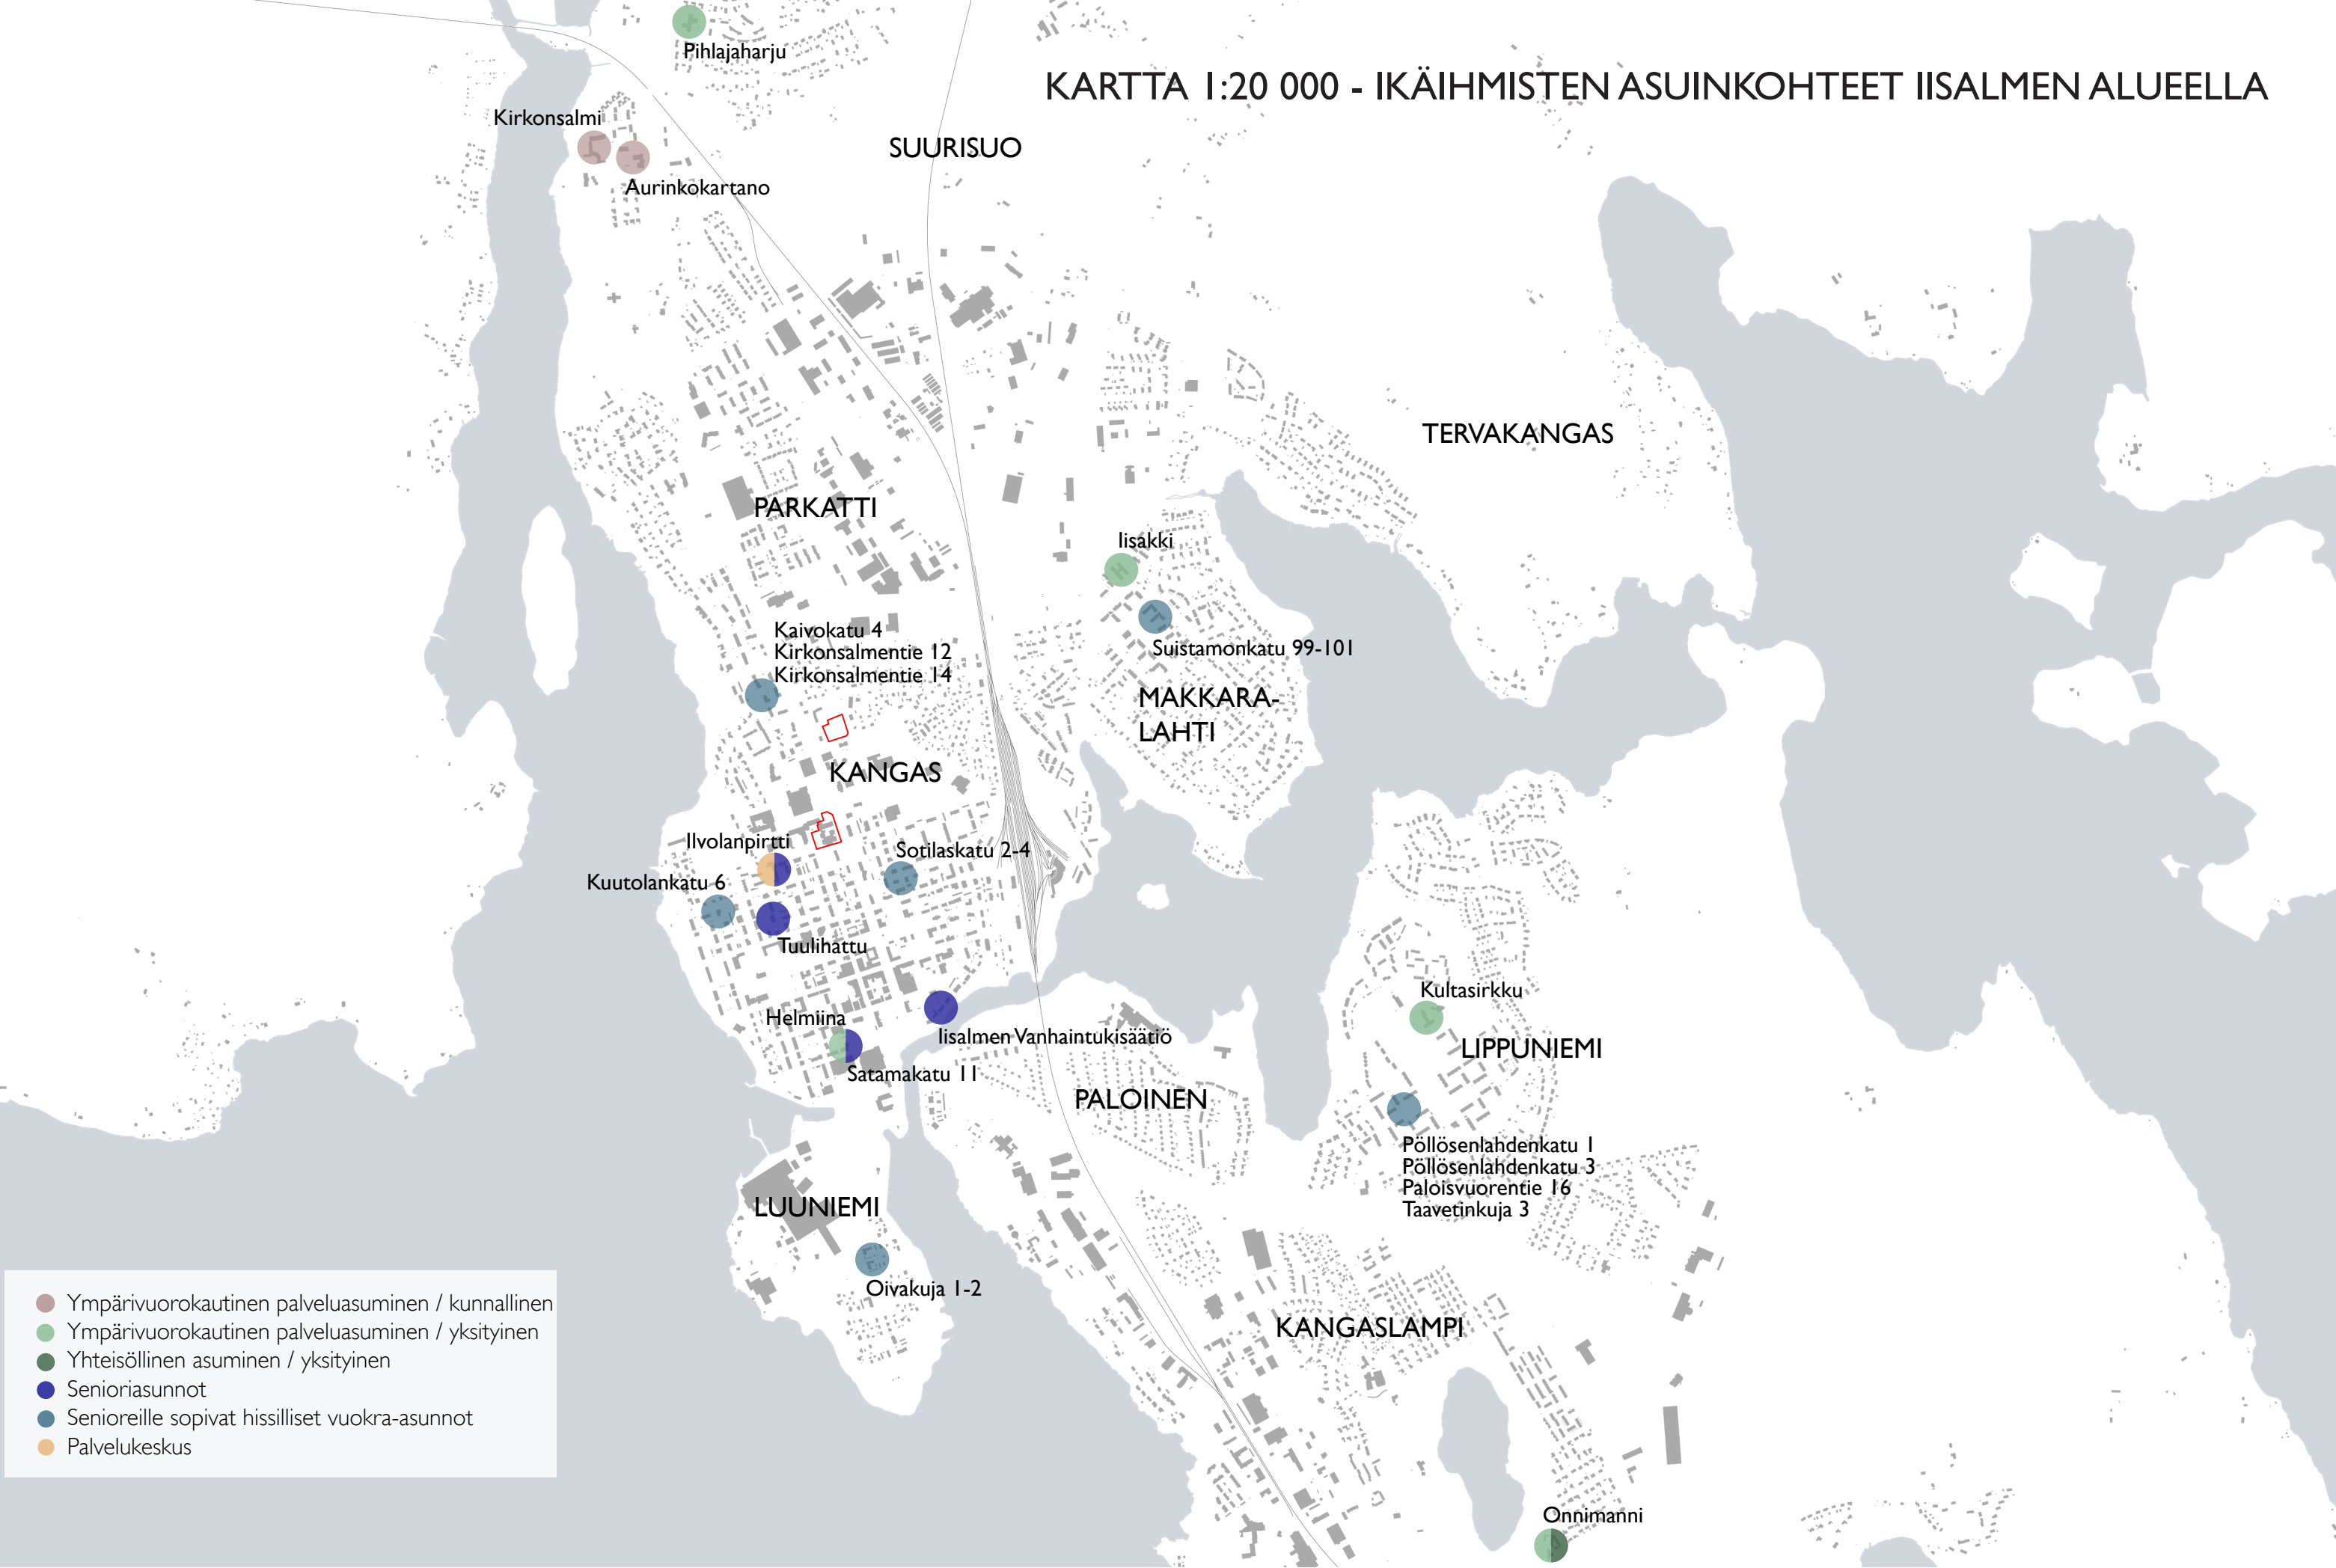 Pihlajaharju
KARTTA 1:20 000 - IKÄIHMISTEN ASUINKOHTEET IISALMEN ALUEELLA
Kirkonsalmi
SUURISUO
Aurinkokartano
TERVAKANGAS
PARKATTI
Iisakki
Kaivokatu 4
Kirkonsalmentie 12
Kirkonsalmentie 14
Suistamonkatu 99-101
MAKKARA-
LAHTI
KANGAS
Ilvolanpirtti
Sotilaskatu 2-4
Kuutolankatu 6
Tuulihattu
Kultasirkku
Helmiina
Iisalmen Vanhaintukisäätiö
LIPPUNIEMI
Satamakatu 11
PALOINEN
Pöllösenlahdenkatu 1
Pöllösenlahdenkatu 3
Paloisvuorentie 16
Taavetinkuja 3
LUUNIEMI
Oivakuja 1-2
KANGASLAMPI
Ympärivuorokautinen palveluasuminen / kunnallinen
Ympärivuorokautinen palveluasuminen / yksityinen
Yhteisöllinen asuminen / yksityinen
Senioriasunnot
Senioreille sopivat hissilliset vuokra-asunnot
Palvelukeskus
Onnimanni